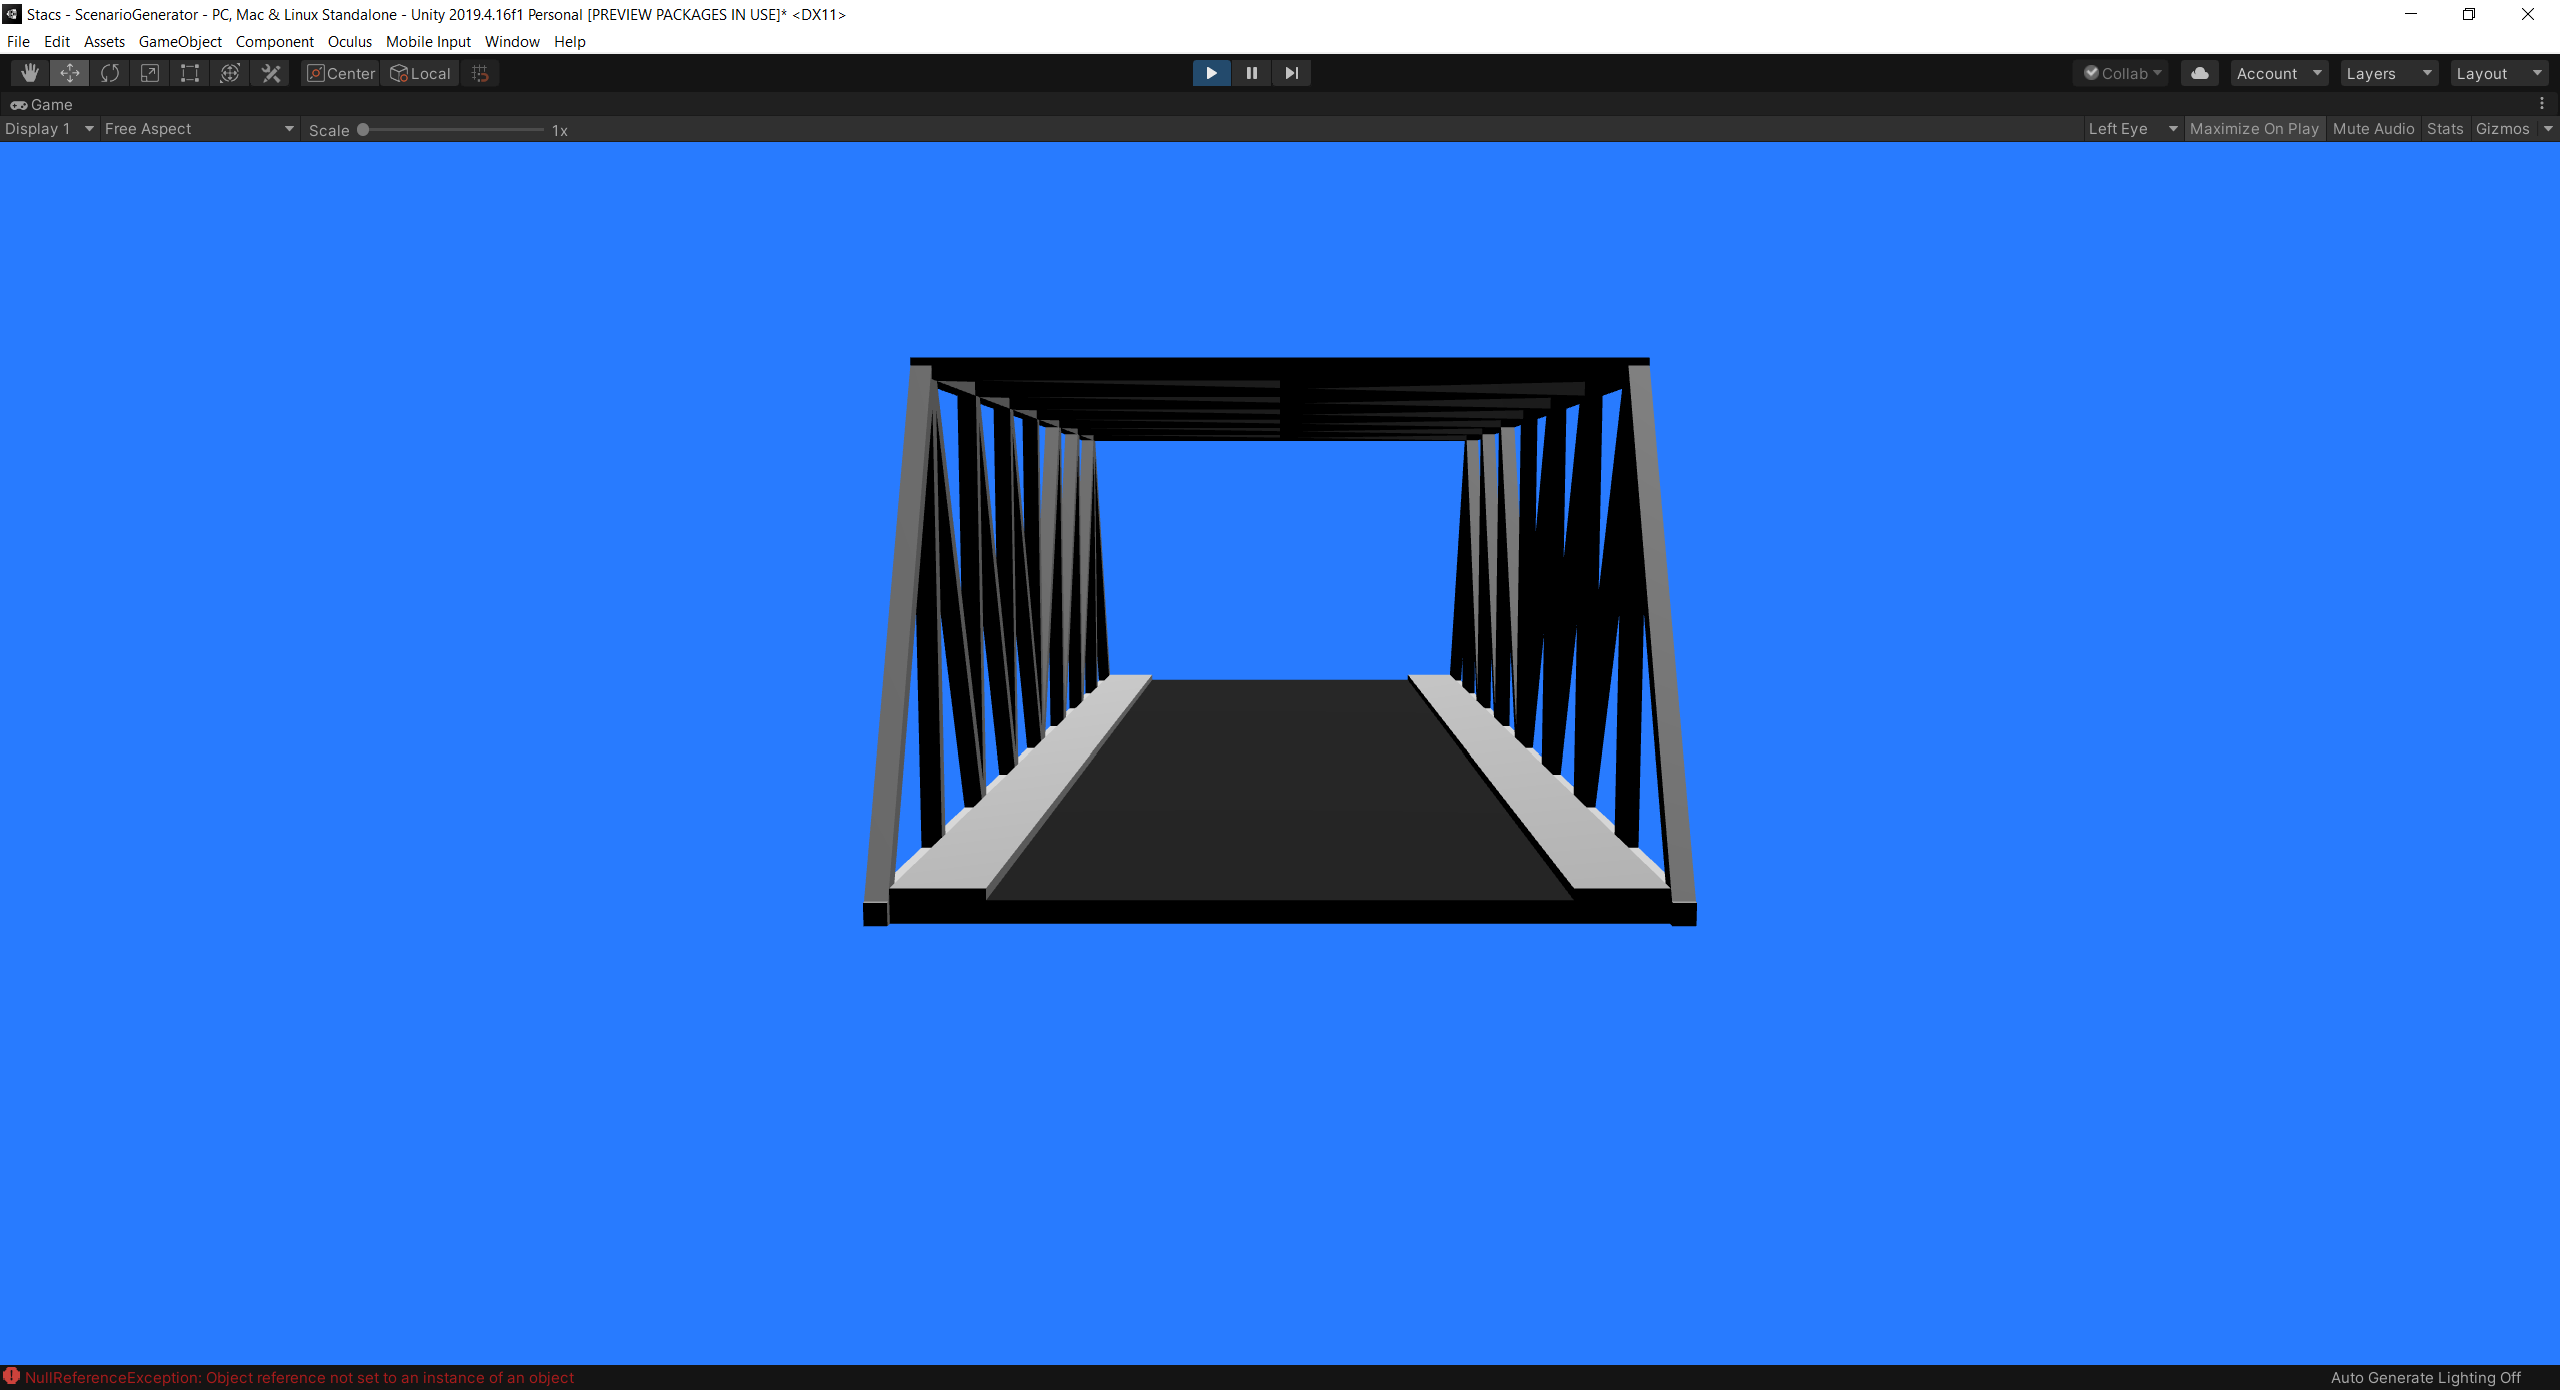 Stacs - ScenarioGenerator - PC, Mac & Linux Standalone - Unity 2019.4.16f1 Personal [PREVIEW PACKAGES IN USE]* <DX11>
File Edit Assets GameObject Component Oculus Mobile Input Window Help
Center Local Collab Account Layers Layout
Game
Display 1 Free Aspect Scale 1x Left Eye Maximize On Play Mute Audio Stats Gizmos
NullReferenceException: Object reference not set to an instance of an object Auto Generate Lighting Off